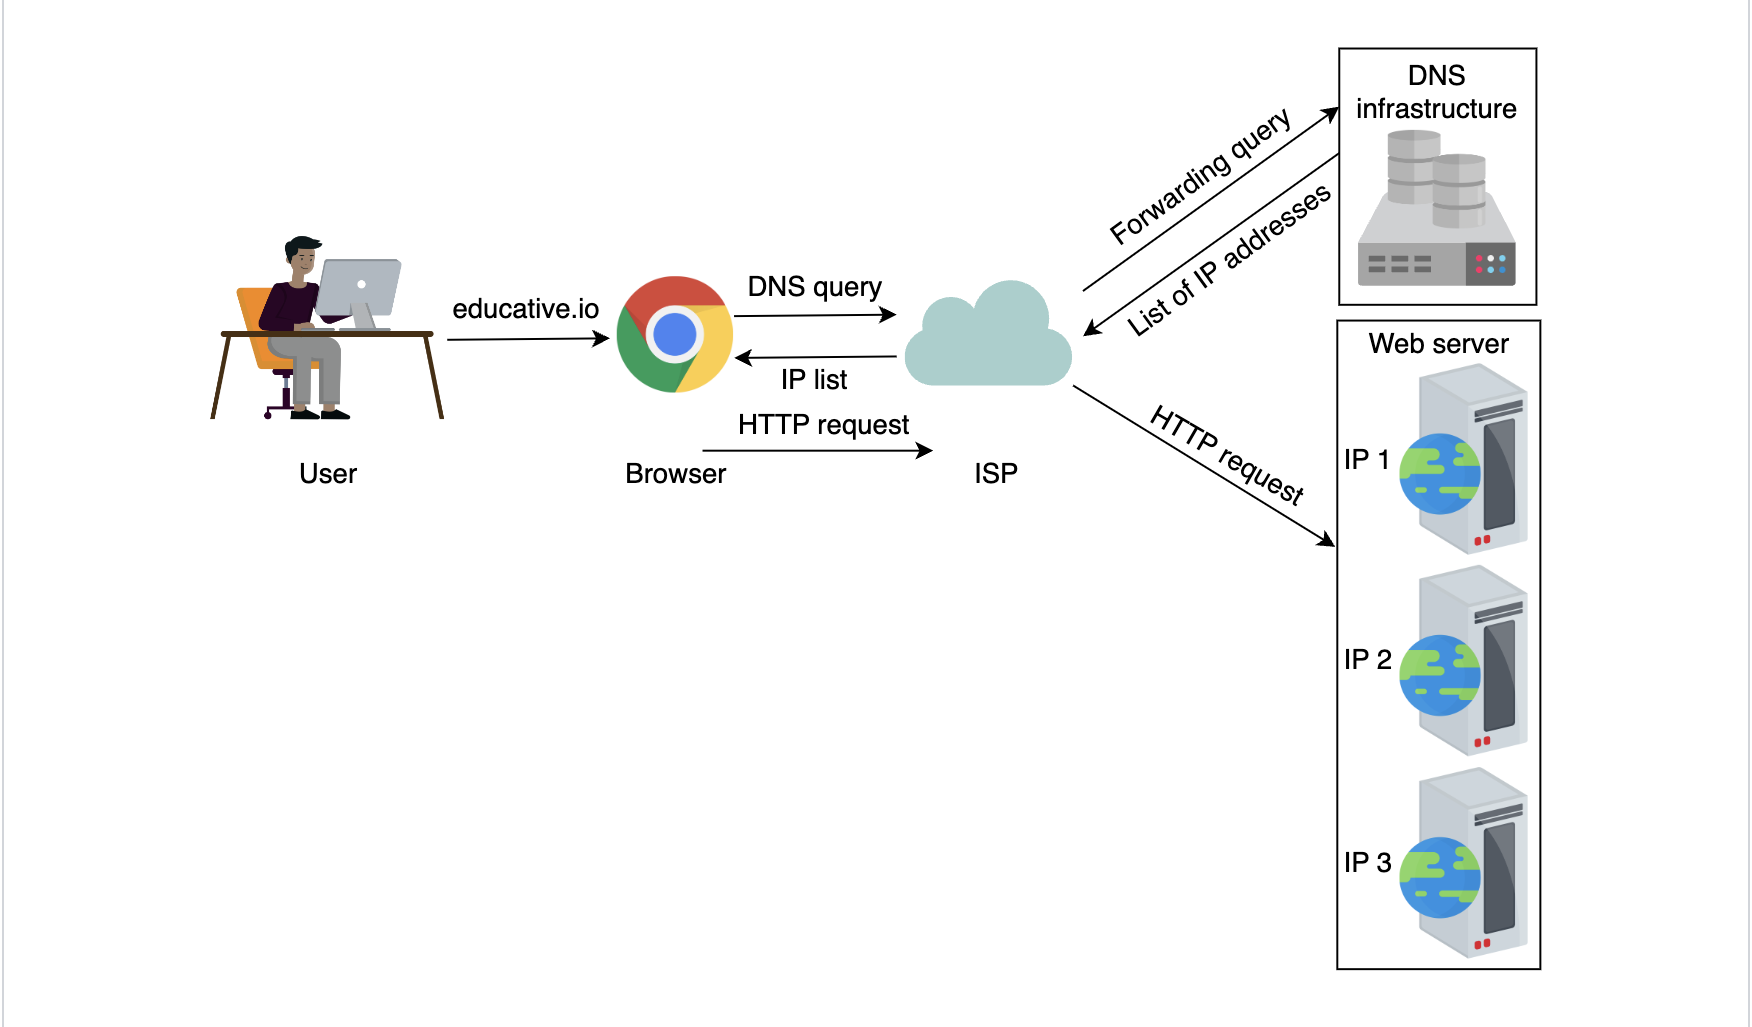 DNS
infrastructure
Forwarding query
List of IP addresses
educative.io
DNS query
IP list
HTTP request
User
Browser
ISP
HTTP request
Web server
IP 1
IP 2
IP 3